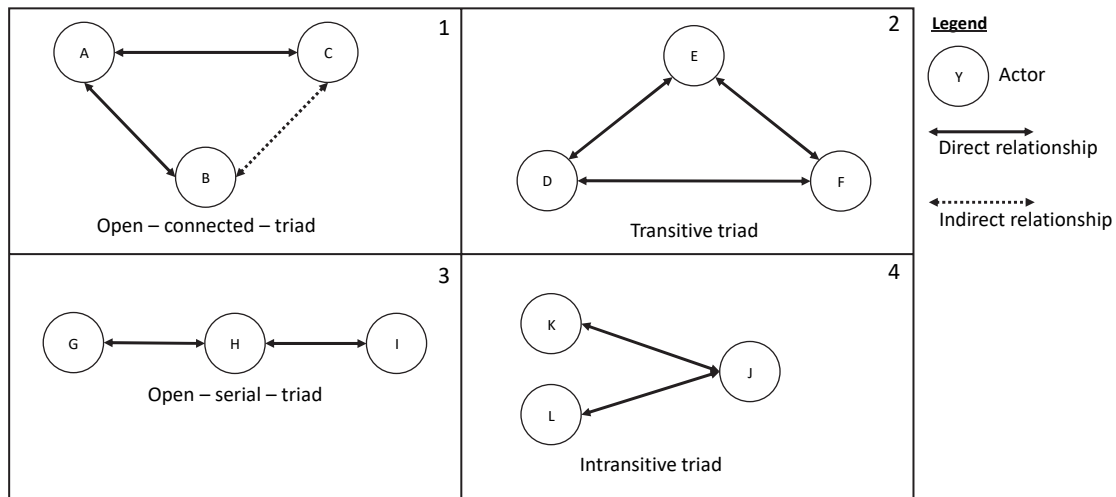 1
A
C
B
Open – connected – triad
2
E
D
F
Transitive triad
3
G
H
I
Open – serial – triad
4
K
J
L
Intransitive triad
Legend
Y
Actor
Direct relationship
Indirect relationship